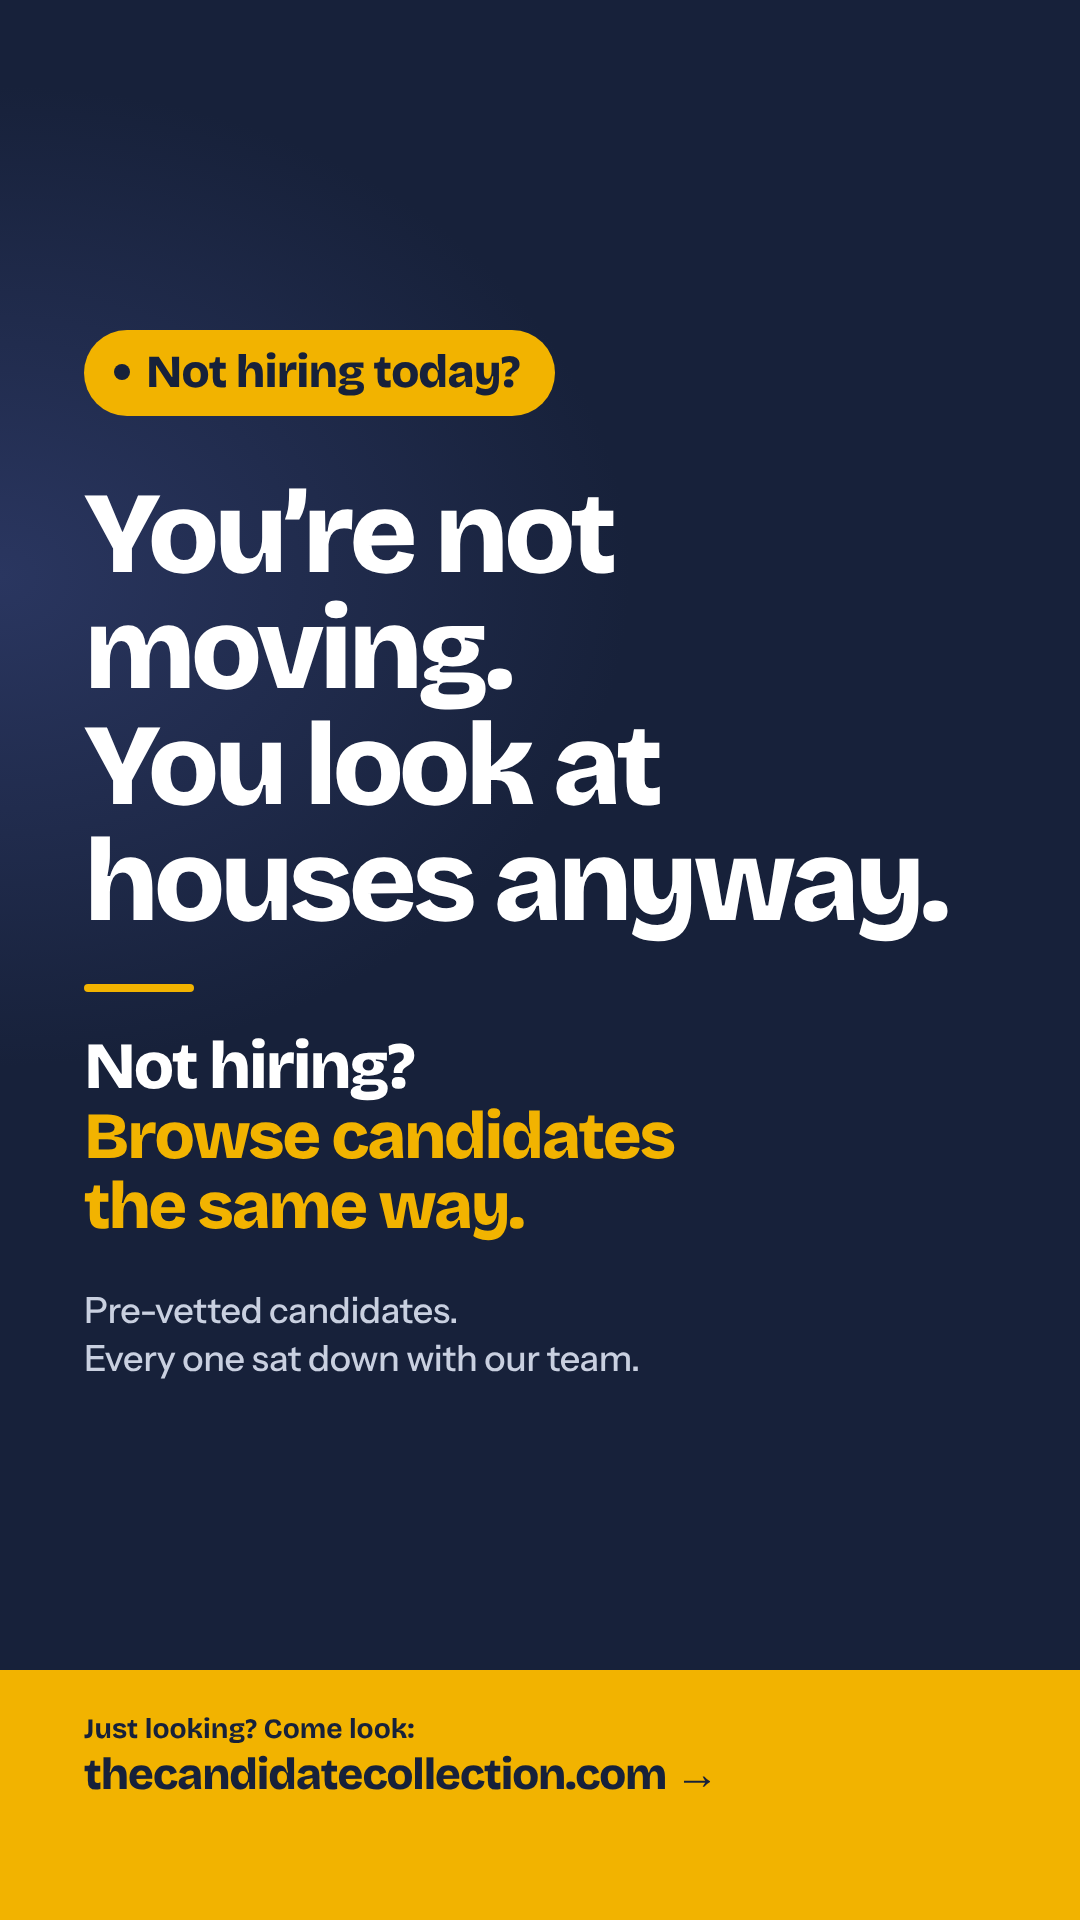 • Not hiring today?
You’re not
moving.
You look at
houses anyway.
Not hiring?
Browse candidates
the same way.
Pre-vetted candidates.
Every one sat down with our team.
Just looking? Come look:
thecandidatecollection.com →